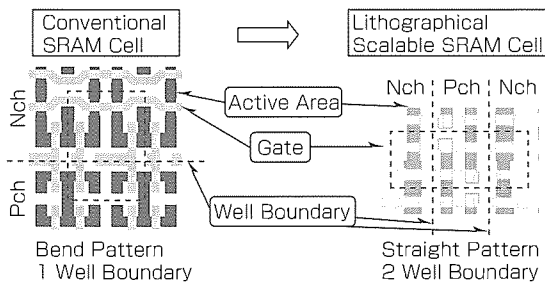 Conventional
SRAM Cell
Lithographical
Scalable SRAM Cell
Nch
Pch
Nch Pch Nch
Active Area
Gate
Well Boundary
Bend Pattern
1 Well Boundary
Straight Pattern
2 Well Boundary